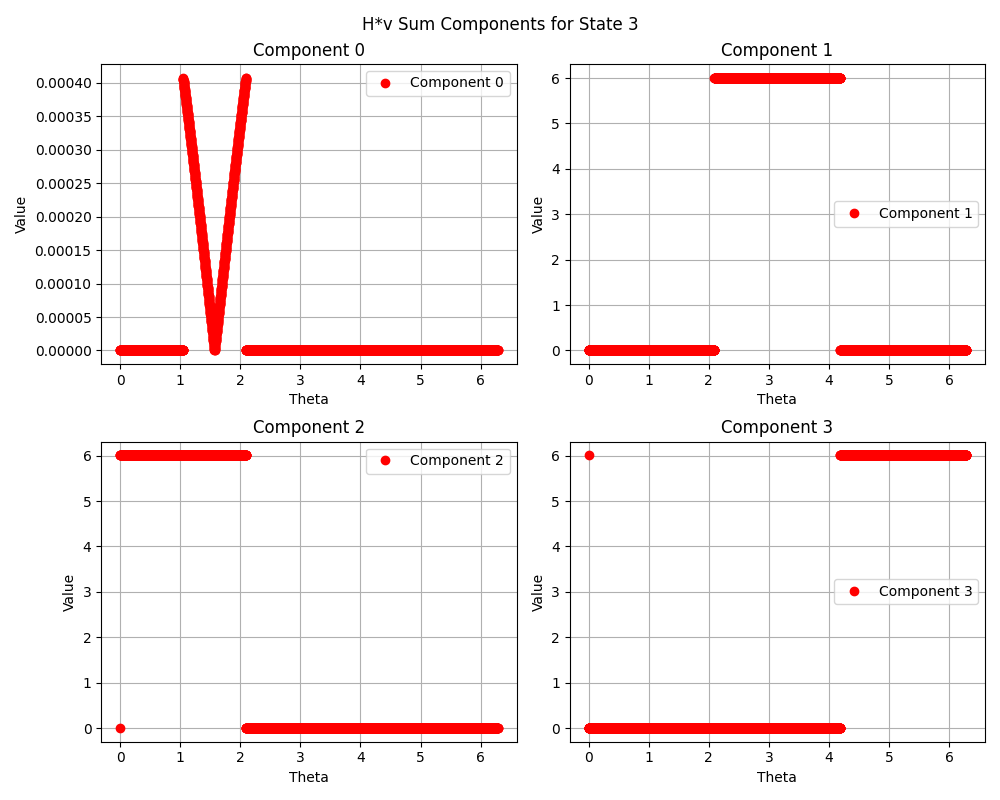 H*v Sum Components for State 3
Component 0
0.00040
0.00035
0.00030
0.00025
0.00020
0.00015
0.00010
0.00005
0.00000
Value
Component 0
0 1 2 3 4 5 6
Theta
Component 1
6
5
4
3
2
1
0
Value
Component 1
0 1 2 3 4 5 6
Theta
Component 2
6
5
4
3
2
1
0
Value
Component 2
0 1 2 3 4 5 6
Theta
Component 3
6
5
4
3
2
1
0
Value
Component 3
0 1 2 3 4 5 6
Theta